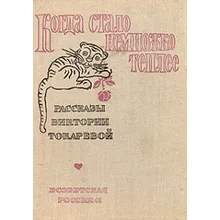 Когда стало
немножко
теплее
РАССКАЗЫ
ВИКТОРИИ
ТОКАРЕВОЙ
СОВЕТСКАЯ
РОССИЯ